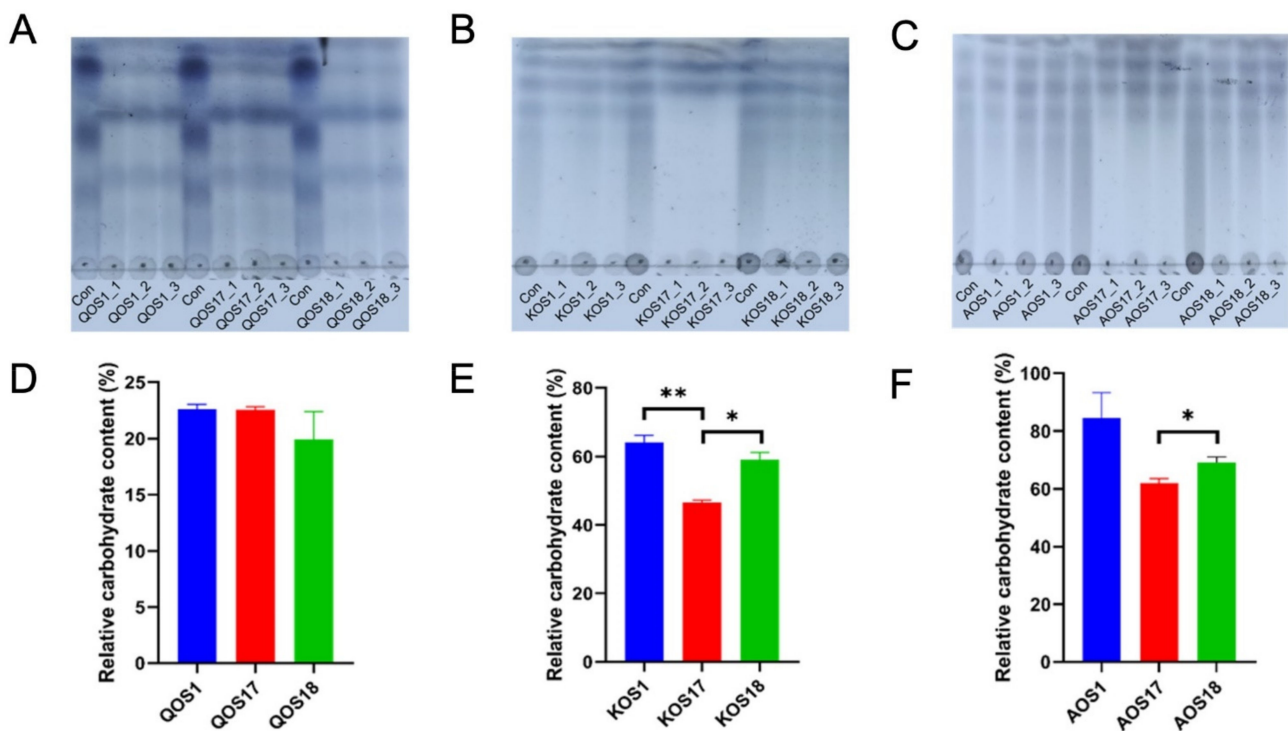 A
B
C
Con
QOS1_1
QOS1_2
QOS1_3
Con
QOS17_1
QOS17_2
QOS17_3
Con
QOS18_1
QOS18_2
QOS18_3
Con
KOS1_1
KOS1_2
KOS1_3
Con
KOS17_1
KOS17_2
KOS17_3
Con
KOS18_1
KOS18_2
KOS18_3
Con
AOS1_1
AOS1_2
AOS1_3
Con
AOS17_1
AOS17_2
AOS17_3
Con
AOS18_1
AOS18_2
AOS18_3
D
Relative carbohydrate content (%)
25
20
15
10
5
0
QOS1
QOS17
QOS18
E
Relative carbohydrate content (%)
80
60
40
20
0
**
*
KOS1
KOS17
KOS18
F
Relative carbohydrate content (%)
100
80
60
40
20
0
*
AOS1
AOS17
AOS18